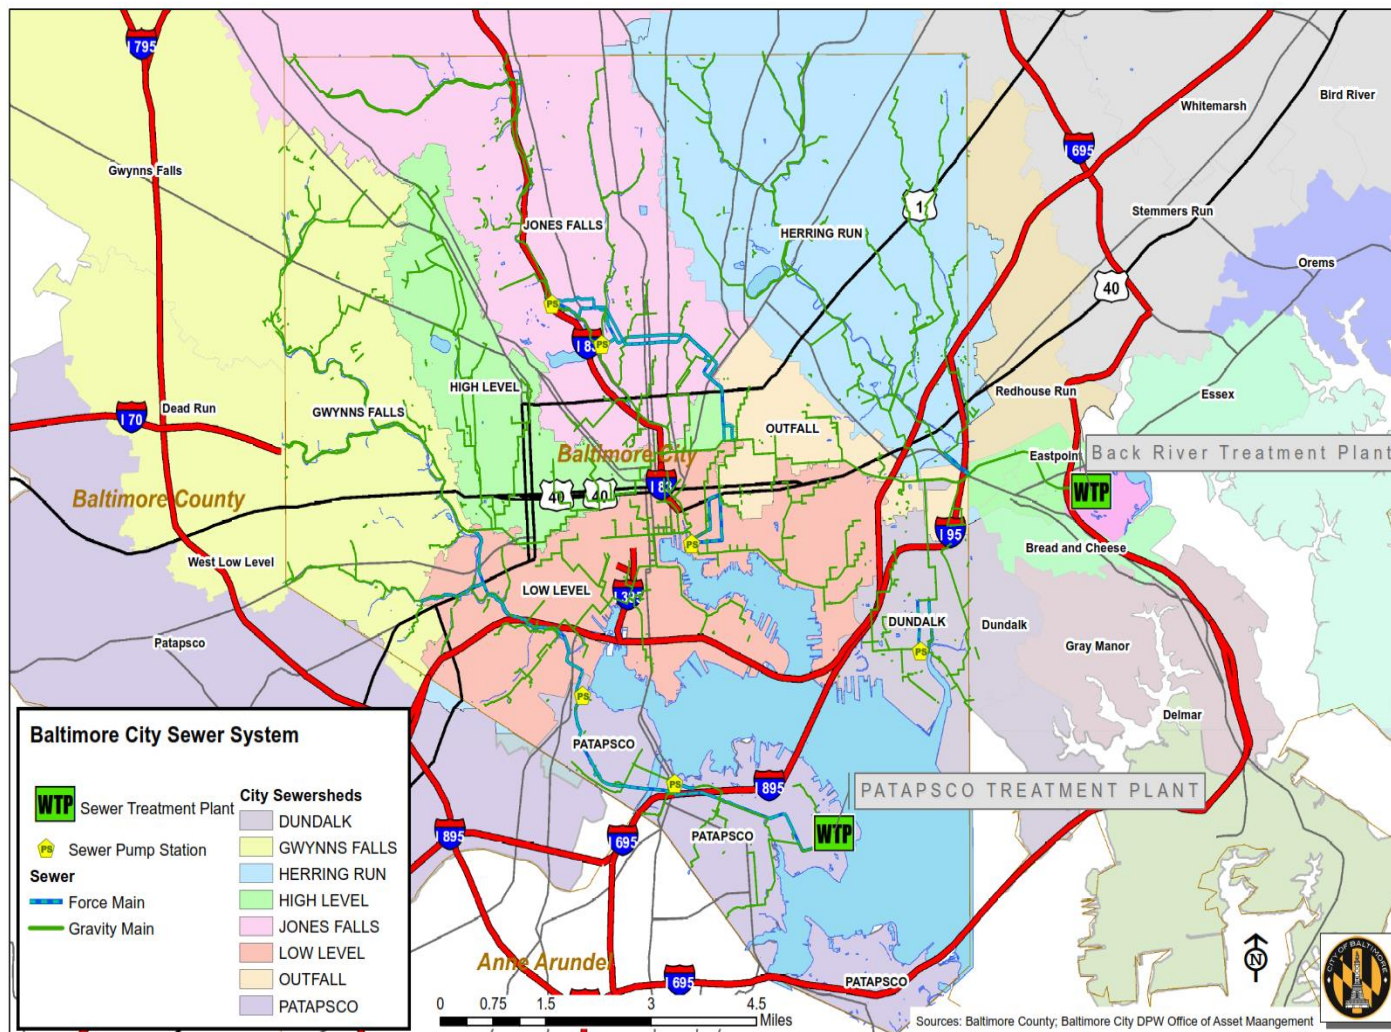 I 795
Whitemarsh
Bird River
I 695
Gwynns Falls
1
Stemmers Run
JONES FALLS
HERRING RUN
Orems
40
PS
I 8
PS
HIGH LEVEL
Redhouse Run
Essex
I 70
Dead Run
GWYNNS FALLS
OUTFALL
Baltimore City
Eastpoin
Back River Treatment Plant
WTP
I 83
Baltimore County
40
40
I 95
PS
Bread and Cheese
West Low Level
LOW LEVEL
I 395
DUNDALK
Dundalk
Patapsco
PS
Gray Manor
PS
Delmar
PATAPSCO
PS
I 895
PATAPSCO TREATMENT PLANT
I 895
I 695
PATAPSCO
WTP
Anne Arundel
I 695
PATAPSCO
Baltimore City Sewer System
WTP
Sewer Treatment Plant
PS
Sewer Pump Station
Sewer
Force Main
Gravity Main
City Sewersheds
DUNDALK
GWYNNS FALLS
HERRING RUN
HIGH LEVEL
JONES FALLS
LOW LEVEL
OUTFALL
PATAPSCO
0 0.75 1.5 3 4.5
Miles
N
CITY OF BALTIMORE
Sources: Baltimore County; Baltimore City DPW Office of Asset Maangement